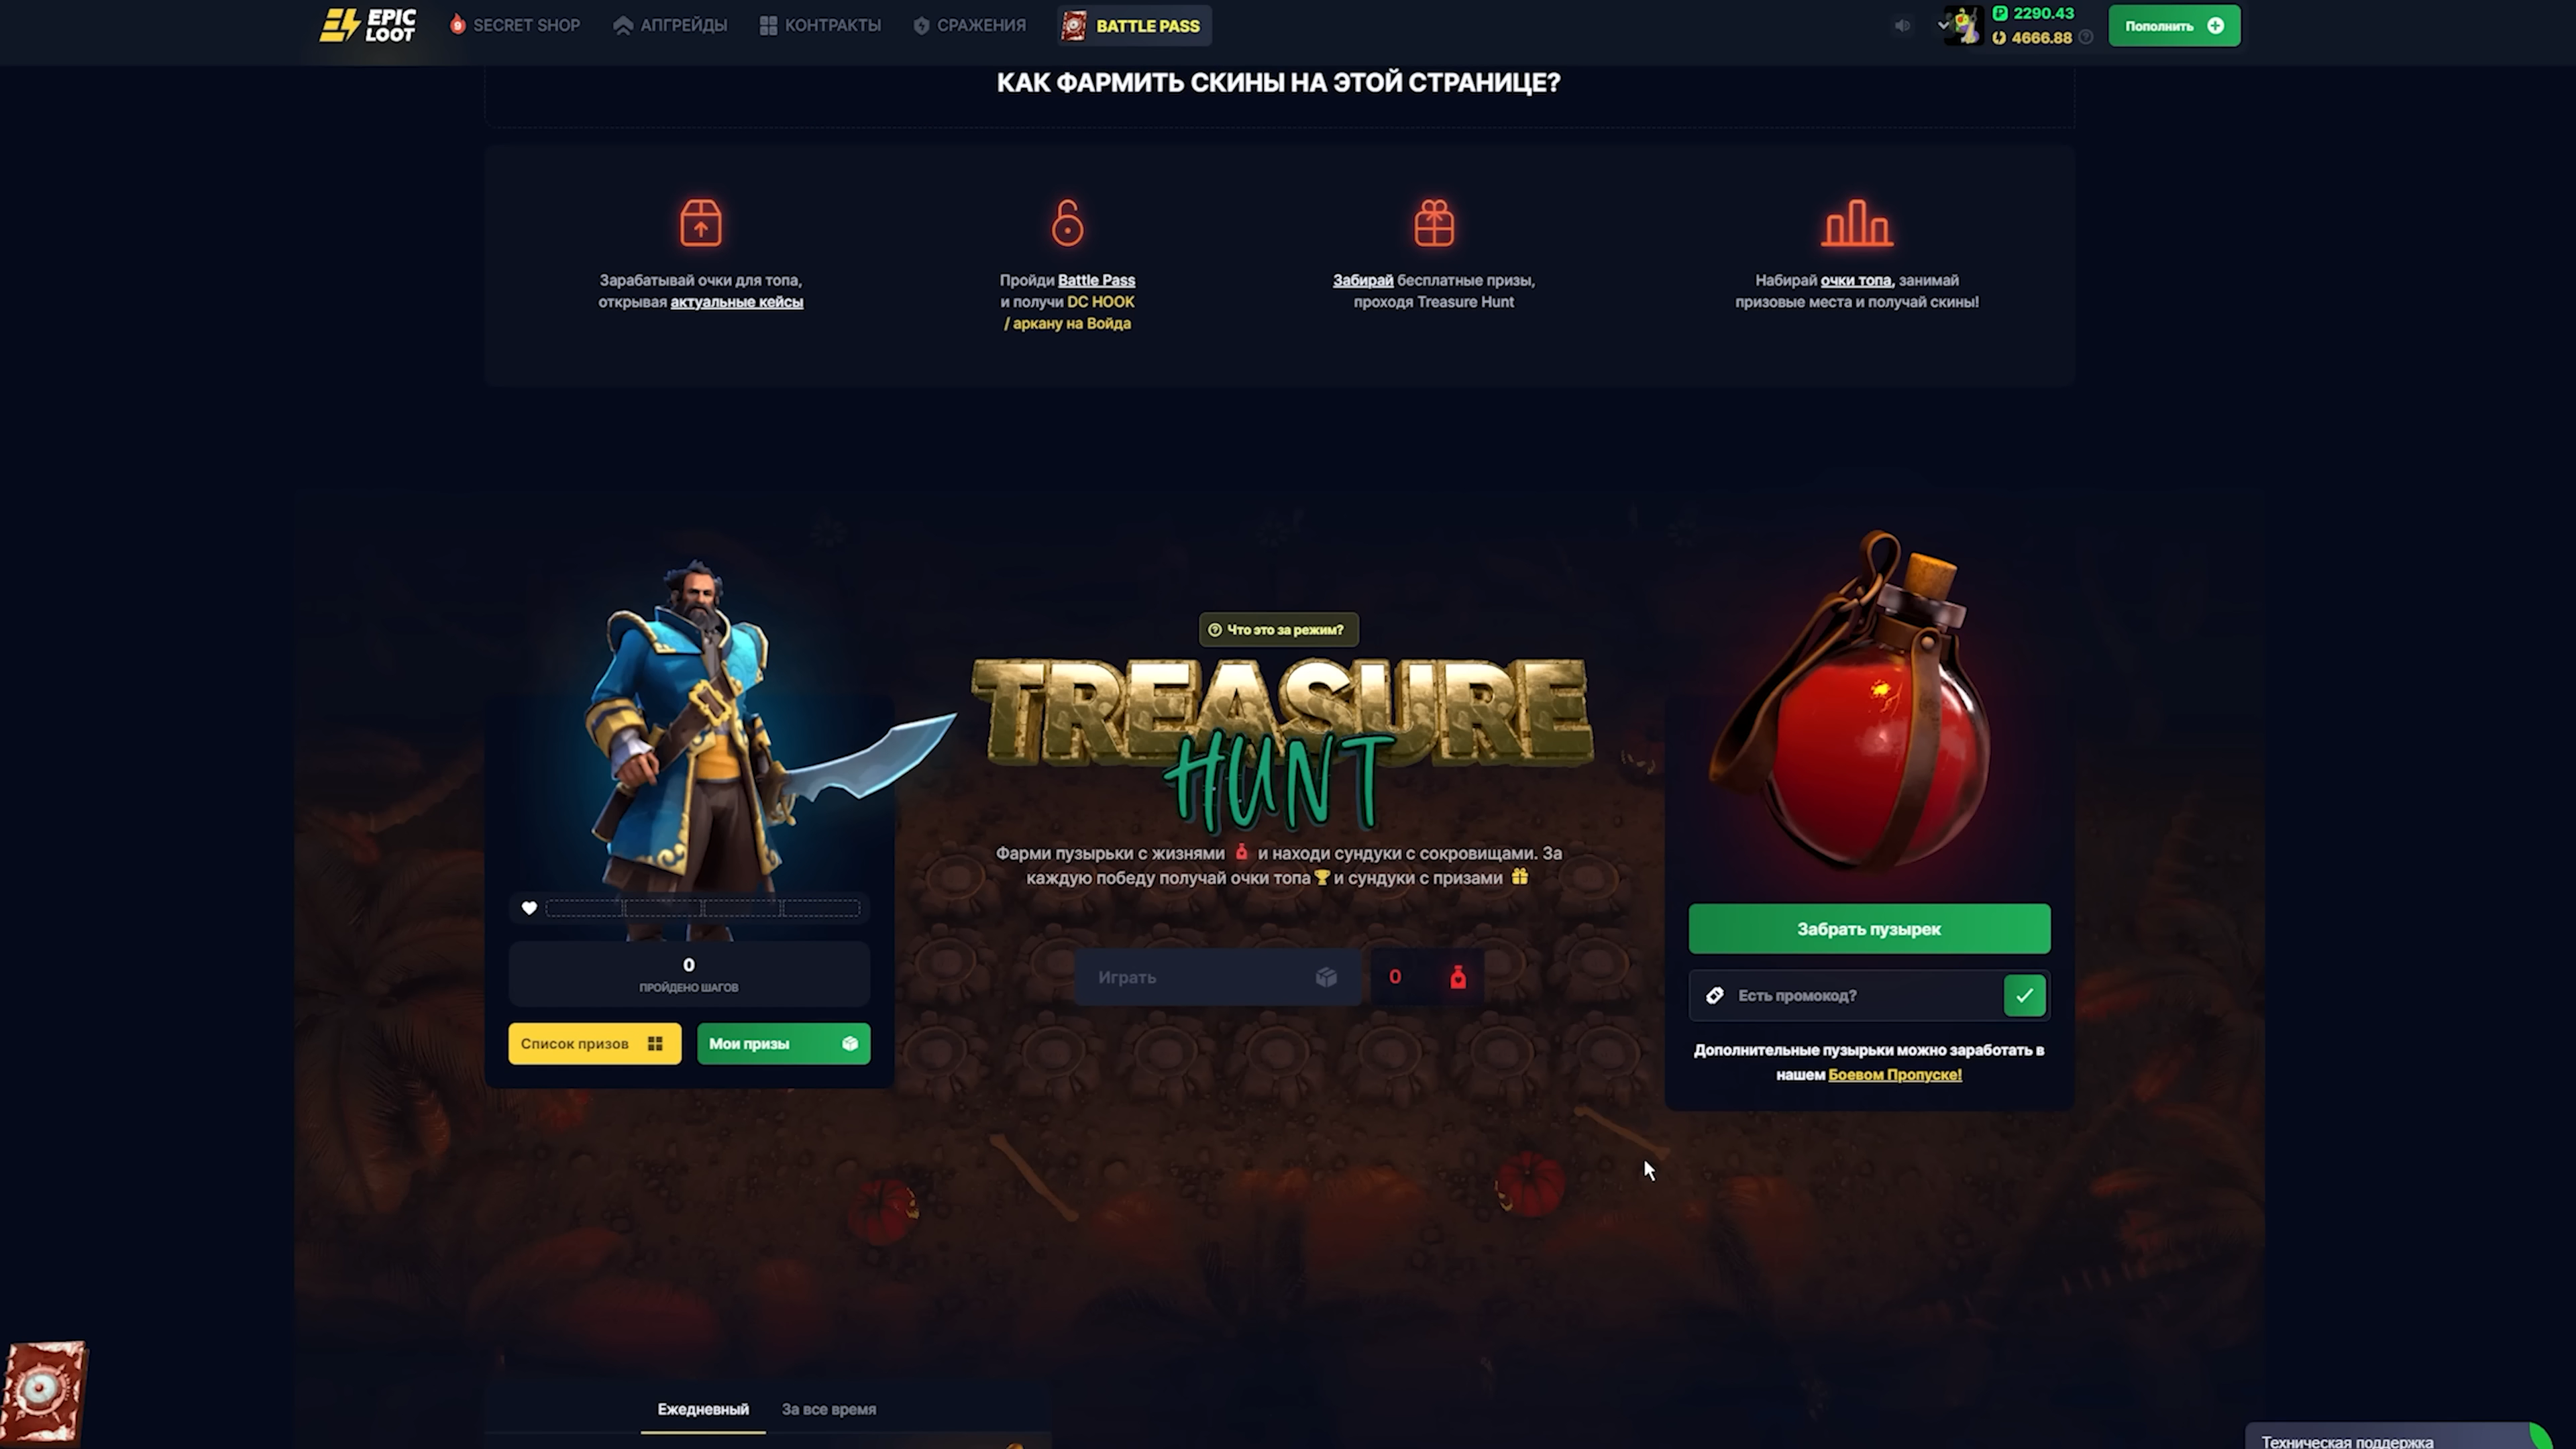 EPIC LOOT
9 SECRET SHOP АПГРЕЙДЫ КОНТРАКТЫ СРАЖЕНИЯ BATTLE PASS
2290.43
4666.88
Пополнить
КАК ФАРМИТЬ СКИНЫ НА ЭТОЙ СТРАНИЦЕ?
Зарабатывай очки для топа,
открывая актуальные кейсы
Пройди Battle Pass
и получи DC HOOK
/ аркану на Войда
Забирай бесплатные призы,
проходя Treasure Hunt
Набирай очки топа, занимай
призовые места и получай скины!
Что это за режим?
TREASURE
HUNT
Фарми пузырьки с жизнями и находи сундуки с сокровищами. За
каждую победу получай очки топа и сундуки с призами
Играть
0
0
ПРОЙДЕНО ШАГОВ
Список призов
Мои призы
Забрать пузырек
Есть промокод?
Дополнительные пузырьки можно заработать в
нашем Боевом Пропуске!
Ежедневный За все время
Техническая поддержка